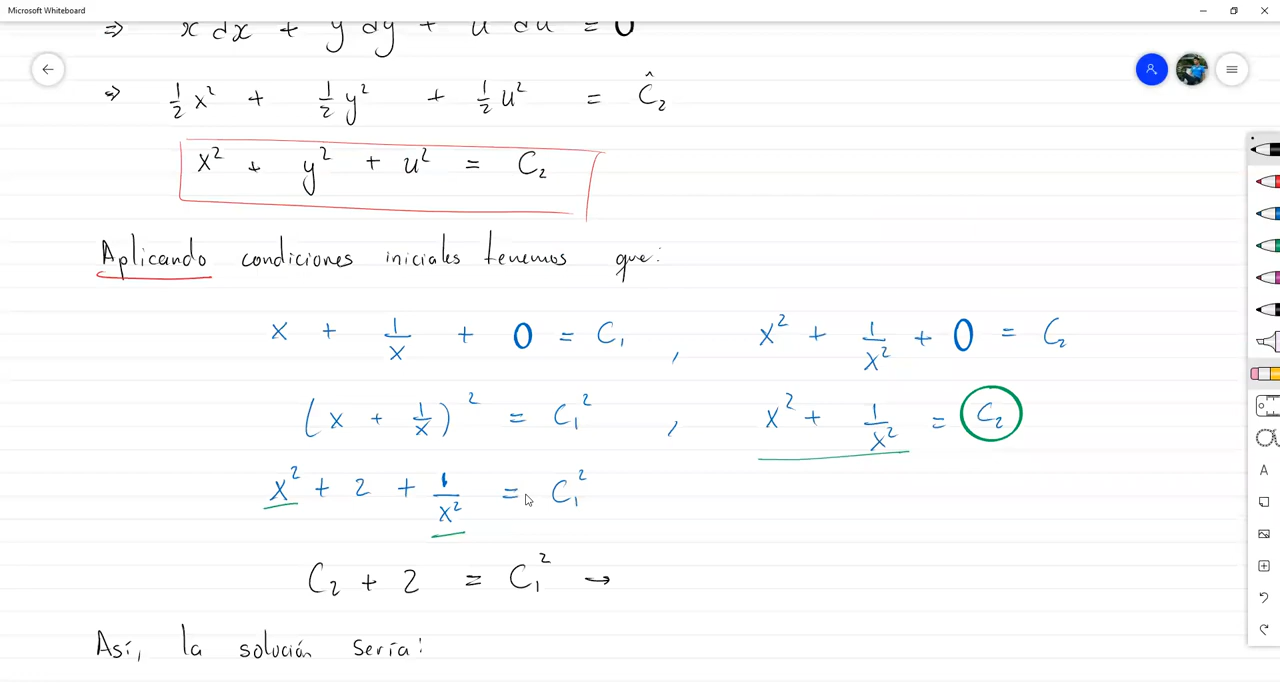 Microsoft Whiteboard
⇒ x dx + y dy + u du = 0
⇒ 1/2 x² + 1/2 y² + 1/2 u² = Ĉ₂
x² + y² + u² = C₂
Aplicando condiciones iniciales tenemos que:
x + 1/x + 0 = C₁ , x² + 1/x² + 0 = C₂
(x + 1/x)² = C₁² , x² + 1/x² = C₂
x² + 2 + 1/x² = C₁²
C₂ + 2 = C₁² →
Así, la solución sería: